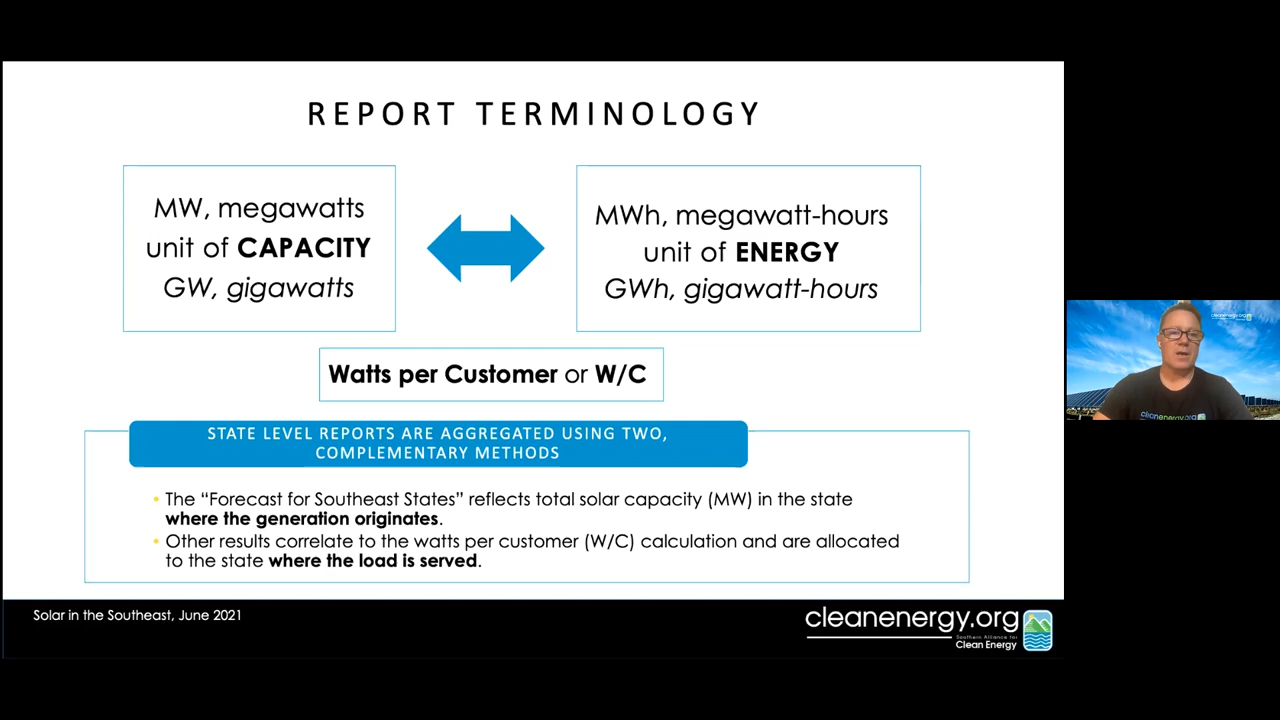 REPORT TERMINOLOGY
MW, megawatts
unit of CAPACITY
GW, gigawatts
MWh, megawatt-hours
unit of ENERGY
GWh, gigawatt-hours
Watts per Customer or W/C
STATE LEVEL REPORTS ARE AGGREGATED USING TWO,
COMPLEMENTARY METHODS
• The “Forecast for Southeast States” reflects total solar capacity (MW) in the state
where the generation originates.
• Other results correlate to the watts per customer (W/C) calculation and are allocated
to the state where the load is served.
Solar in the Southeast, June 2021
cleanenergy.org
Southern Alliance for
Clean Energy
cleanenergy.org
cleanenergy.org